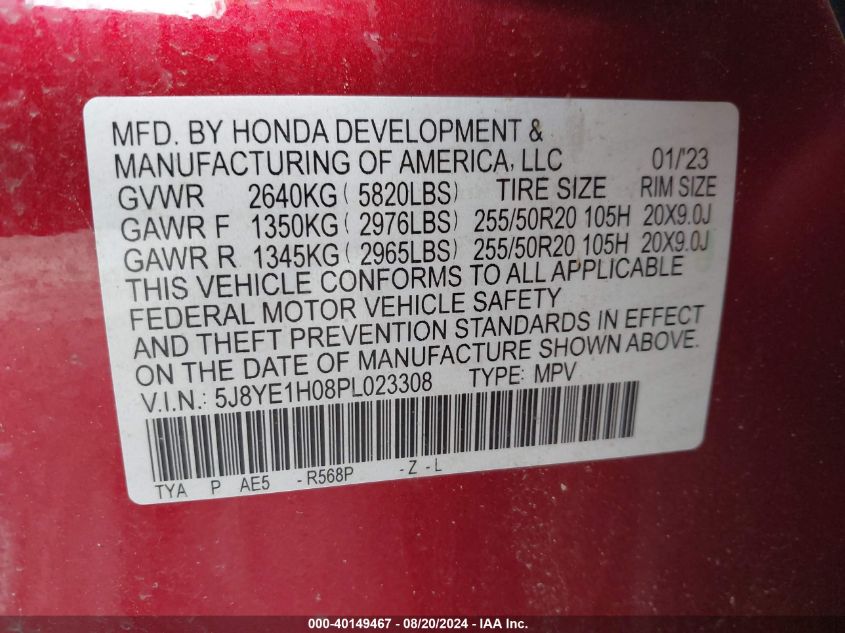 MFD. BY HONDA DEVELOPMENT &
MANUFACTURING OF AMERICA, LLC 01/'23
GVWR 2640KG ( 5820LBS) TIRE SIZE RIM SIZE
GAWR F 1350KG ( 2976LBS) 255/50R20 105H 20X9.0J
GAWR R 1345KG ( 2965LBS) 255/50R20 105H 20X9.0J
THIS VEHICLE CONFORMS TO ALL APPLICABLE
FEDERAL MOTOR VEHICLE SAFETY
AND THEFT PREVENTION STANDARDS IN EFFECT
ON THE DATE OF MANUFACTURE SHOWN ABOVE.
V.I.N.: 5J8YE1H08PL023308 TYPE: MPV
TYA P AE5 -R568P -Z-L
000-40149467 - 08/20/2024 - IAA Inc.